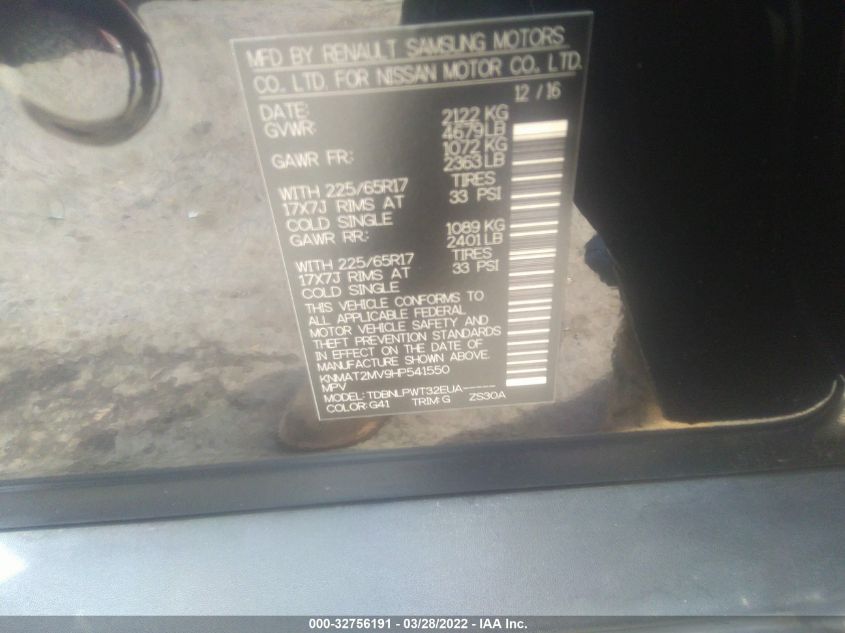 MFD BY RENAULT SAMSUNG MOTORS
CO., LTD. FOR NISSAN MOTOR CO., LTD.
DATE: 12 / 16
GVWR: 2122 KG
4679 LB
GAWR FR: 1072 KG
2363 LB
WITH 225/65R17 TIRES
17X7J RIMS AT 33 PSI
COLD SINGLE
GAWR RR: 1089 KG
2401 LB
WITH 225/65R17 TIRES
17X7J RIMS AT 33 PSI
COLD SINGLE
THIS VEHICLE CONFORMS TO
ALL APPLICABLE FEDERAL
MOTOR VEHICLE SAFETY AND
THEFT PREVENTION STANDARDS
IN EFFECT ON THE DATE OF
MANUFACTURE SHOWN ABOVE.
KNMAT2MV9HP541550
MPV
MODEL: TDBNLPWT32EUA-----
COLOR: G41 TRIM: G ZS30A
000-32756191 - 03/28/2022 - IAA Inc.